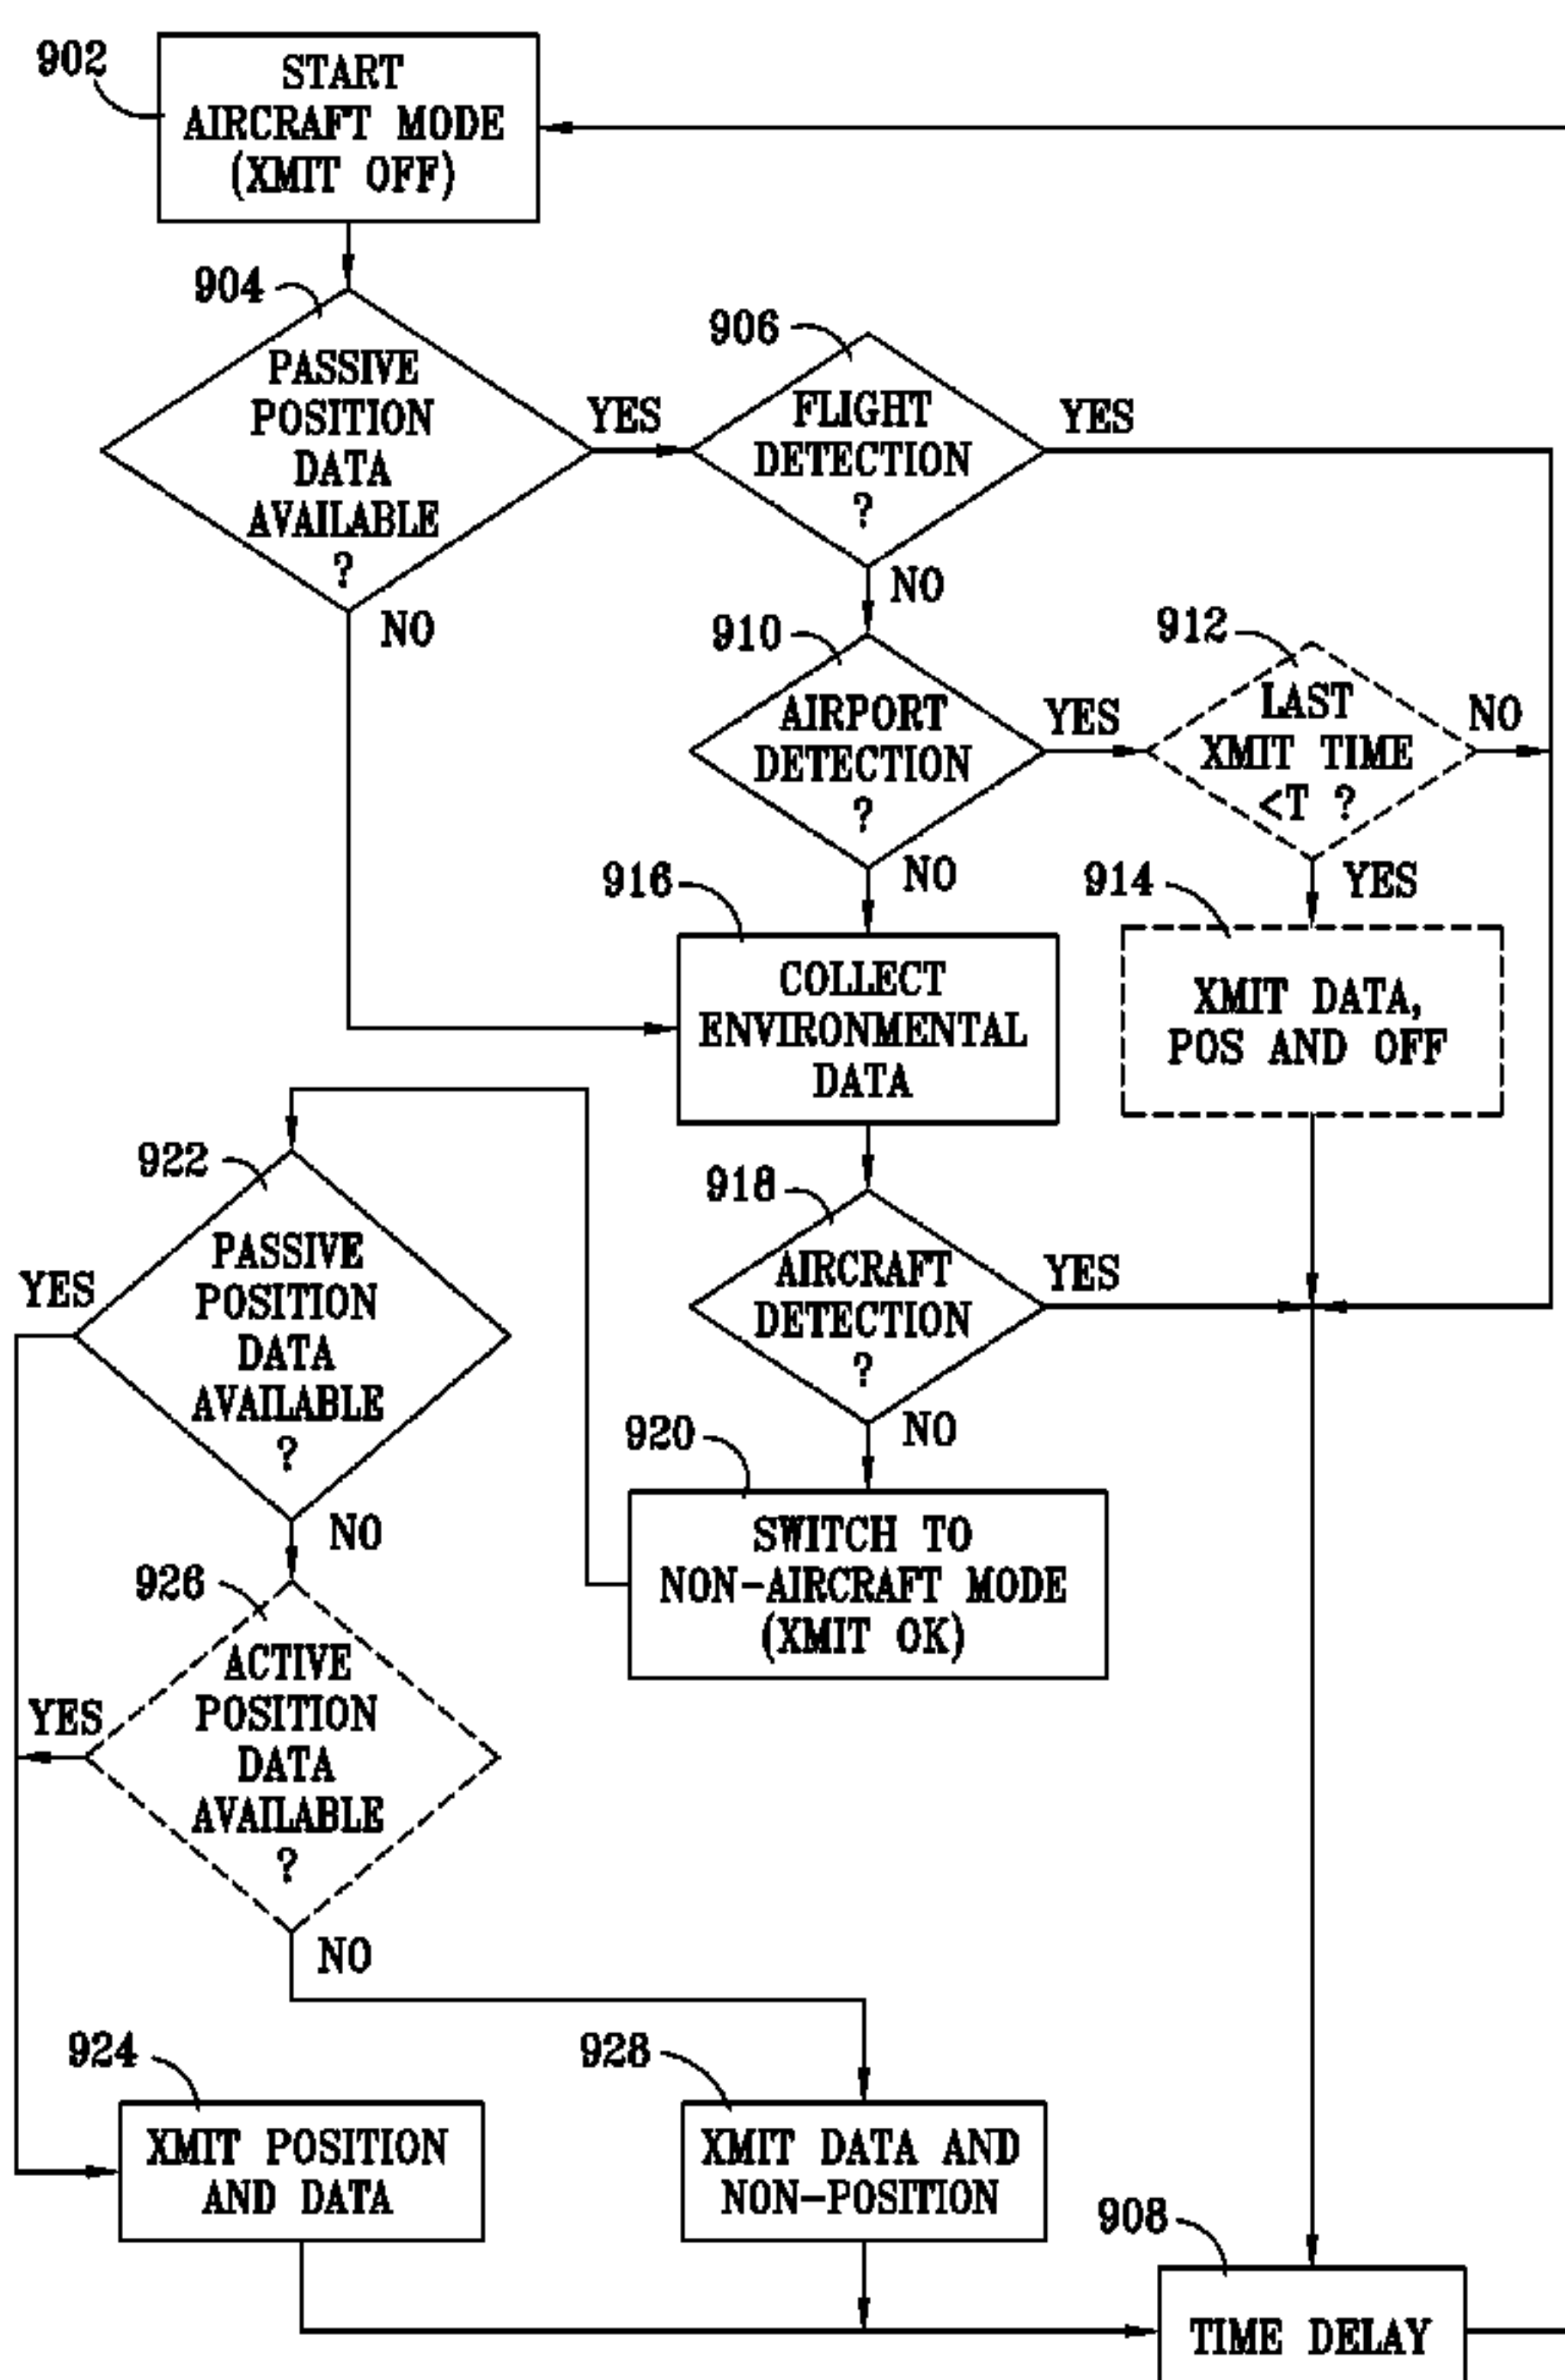 902
START
AIRCRAFT MODE
(XMIT OFF)
904
PASSIVE
POSITION
DATA
AVAILABLE
?
YES
NO
906
FLIGHT
DETECTION
?
YES
NO
910
AIRPORT
DETECTION
?
YES
NO
912
LAST
XMIT TIME
<T ?
NO
YES
914
XMIT DATA,
POS AND OFF
916
COLLECT
ENVIRONMENTAL
DATA
918
AIRCRAFT
DETECTION
?
YES
NO
920
SWITCH TO
NON-AIRCRAFT MODE
(XMIT OK)
922
PASSIVE
POSITION
DATA
AVAILABLE
?
YES
NO
926
ACTIVE
POSITION
DATA
AVAILABLE
?
YES
NO
924
XMIT POSITION
AND DATA
928
XMIT DATA AND
NON-POSITION
908
TIME DELAY